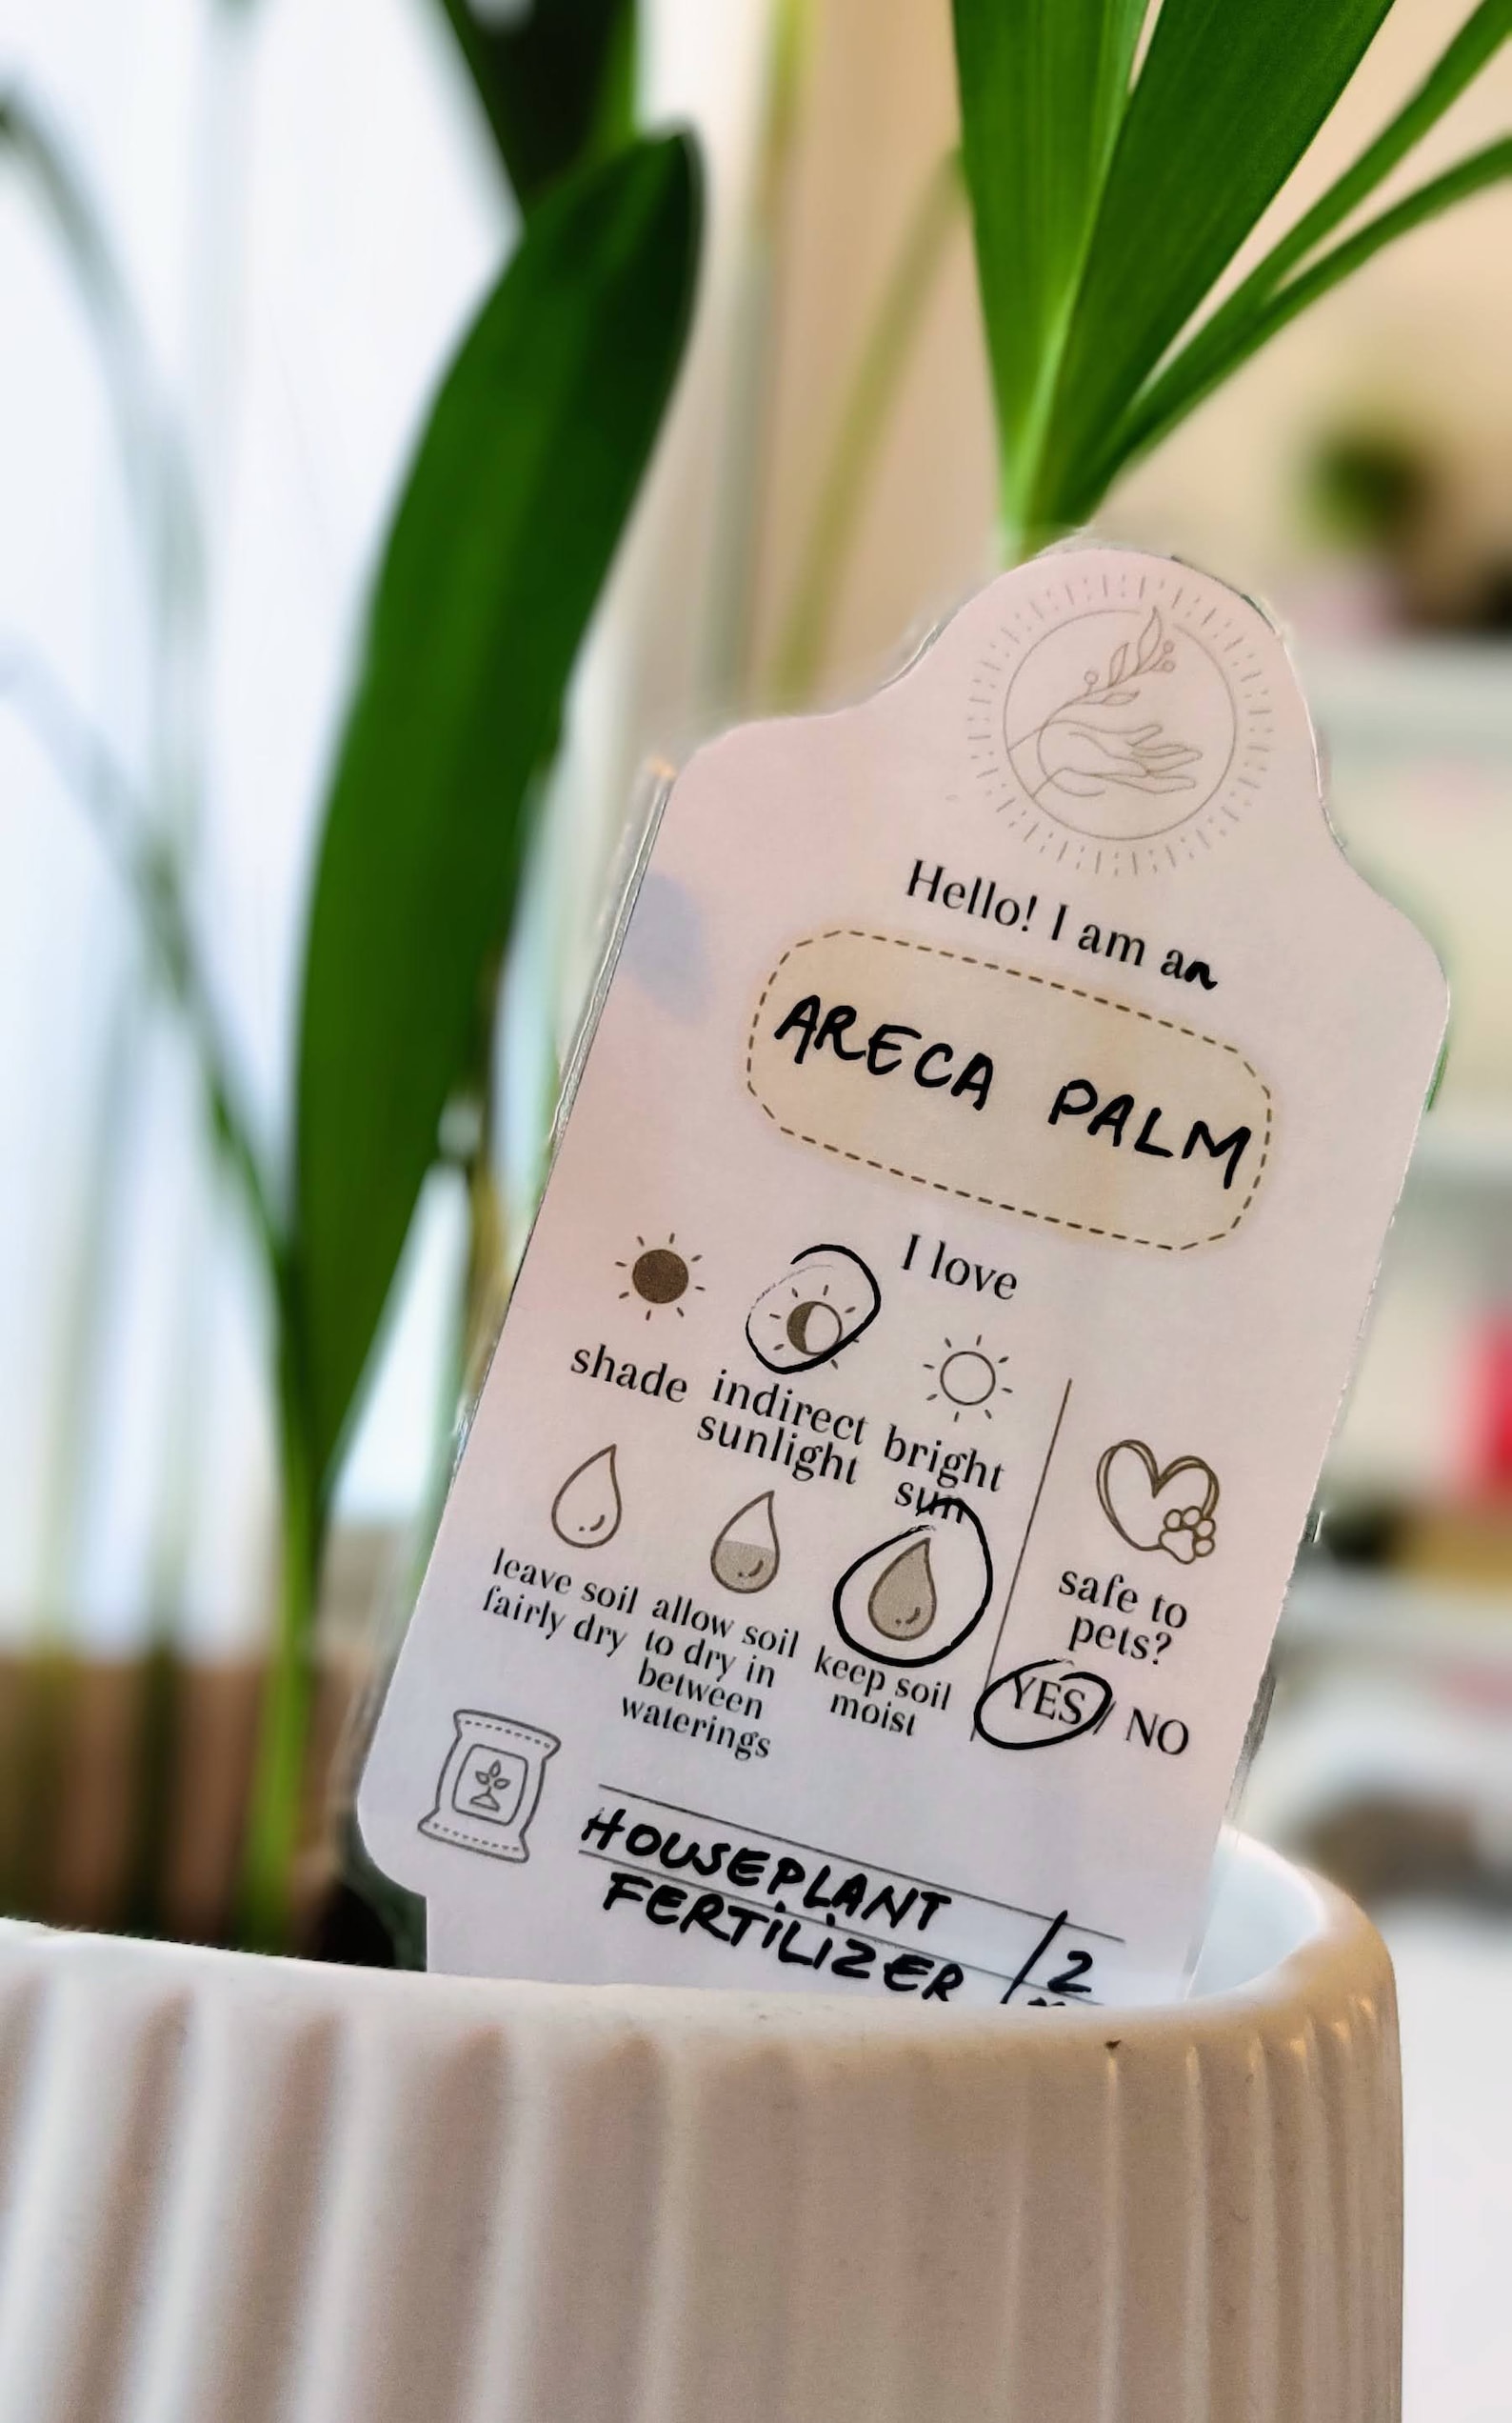 Hello! I am an
ARECA PALM
I love
shade
indirect
sunlight
bright
sun
leave soil
fairly dry
allow soil
to dry in
between
waterings
keep soil
moist
safe to
pets?
YES / NO
HOUSEPLANT
FERTILIZER / 2